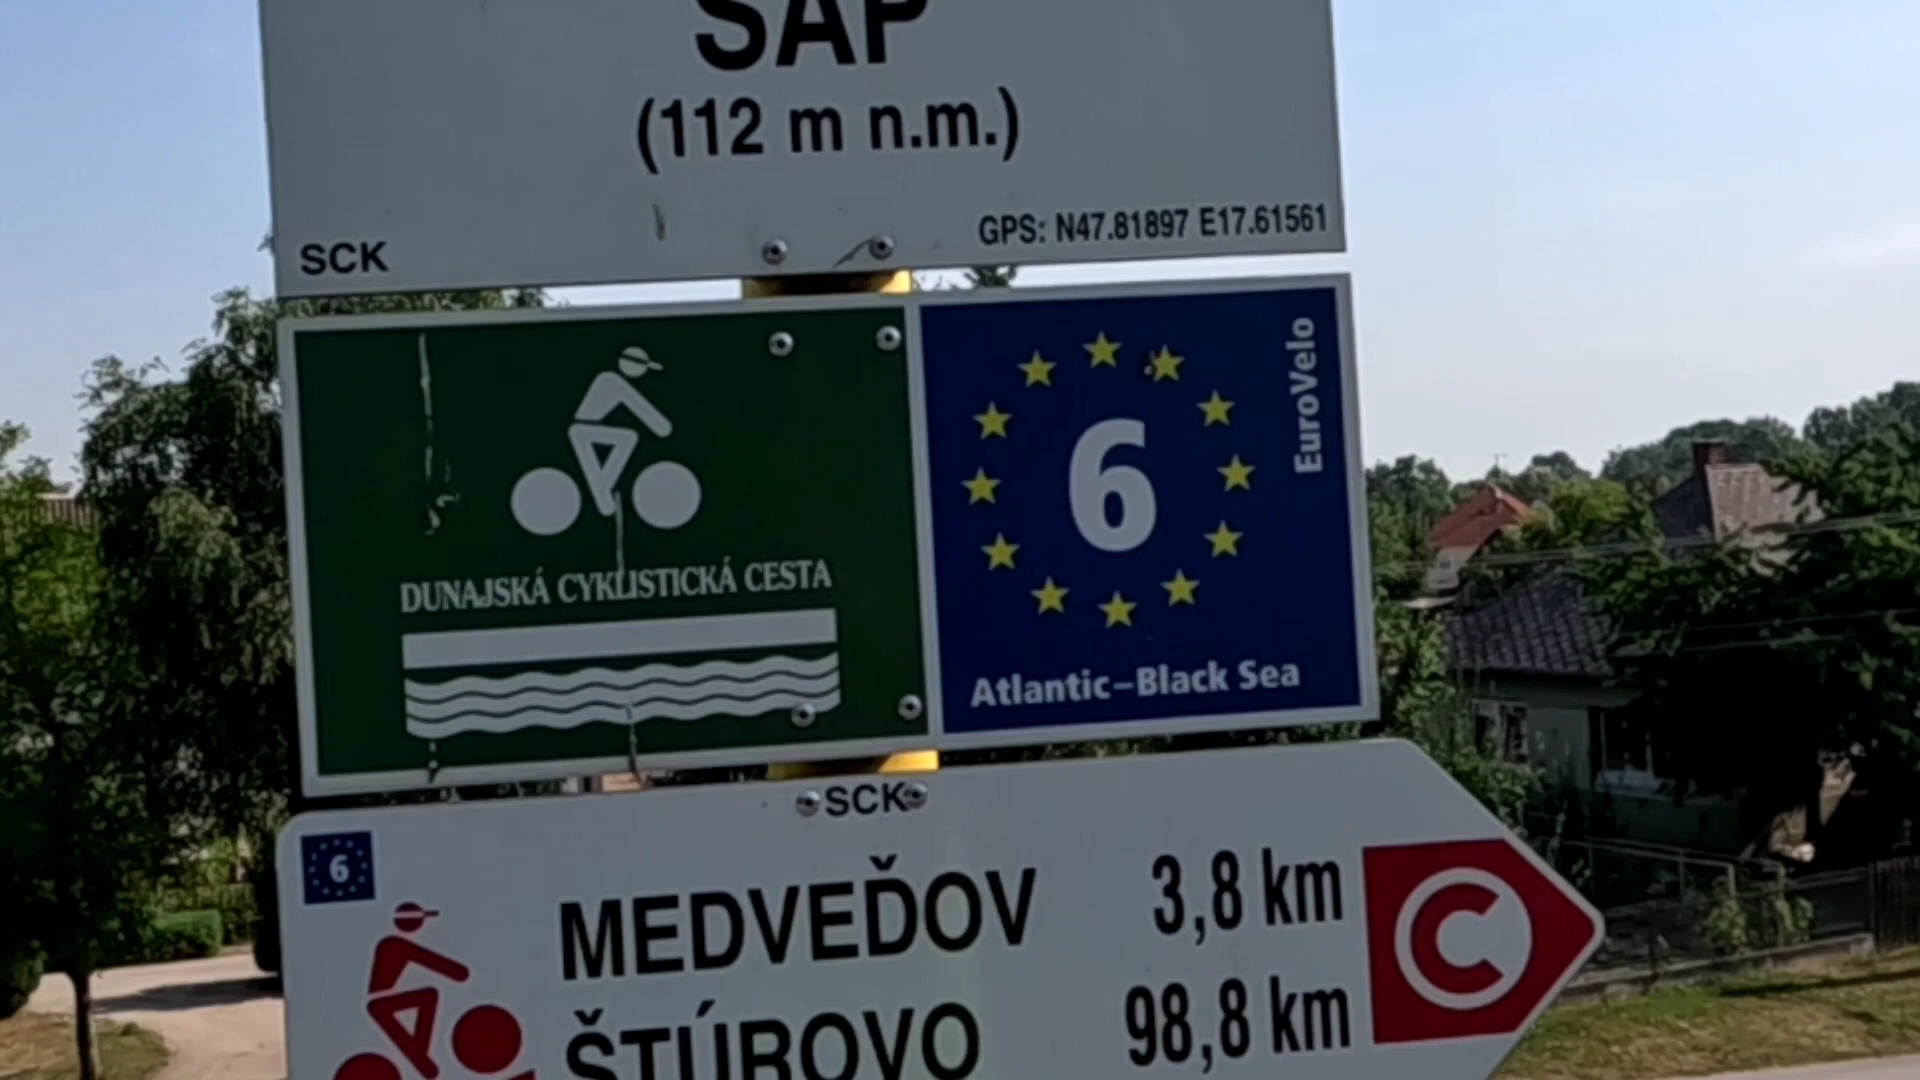 SAP
(112 m n.m.)
SCK
GPS: N47.81897 E17.61561
DUNAJSKÁ CYKLISTICKÁ CESTA
EuroVelo
6
Atlantic–Black Sea
SCK
6
MEDVEĎOV 3,8 km
ŠTÚROVO 98,8 km
C